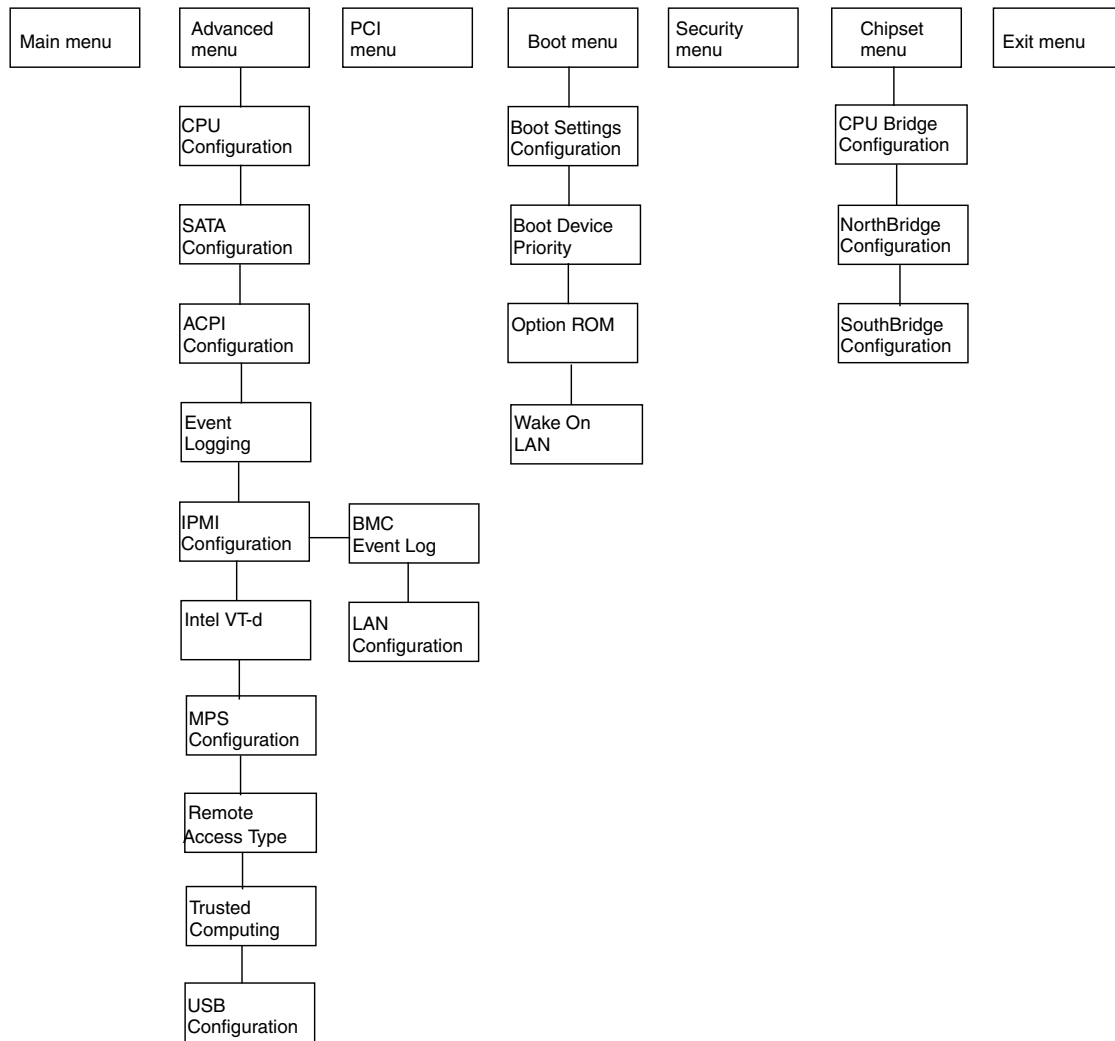 Main menu
Advanced
menu
PCI
menu
Boot menu
Security
menu
Chipset
menu
Exit menu
CPU
Configuration
Boot Settings
Configuration
CPU Bridge
Configuration
SATA
Configuration
Boot Device
Priority
NorthBridge
Configuration
ACPI
Configuration
Option ROM
SouthBridge
Configuration
Event
Logging
Wake On
LAN
IPMI
Configuration
BMC
Event Log
Intel VT-d
LAN
Configuration
MPS
Configuration
Remote
Access Type
Trusted
Computing
USB
Configuration